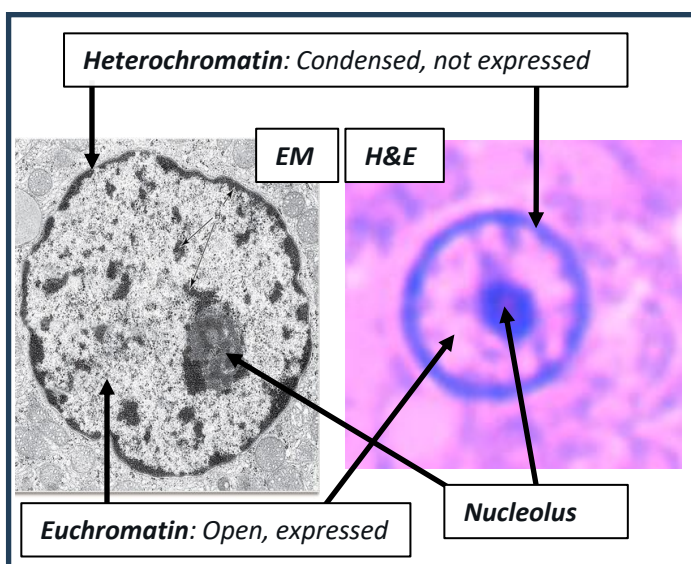 Heterochromatin: Condensed, not expressed
EM
H&E
Nucleolus
Euchromatin: Open, expressed